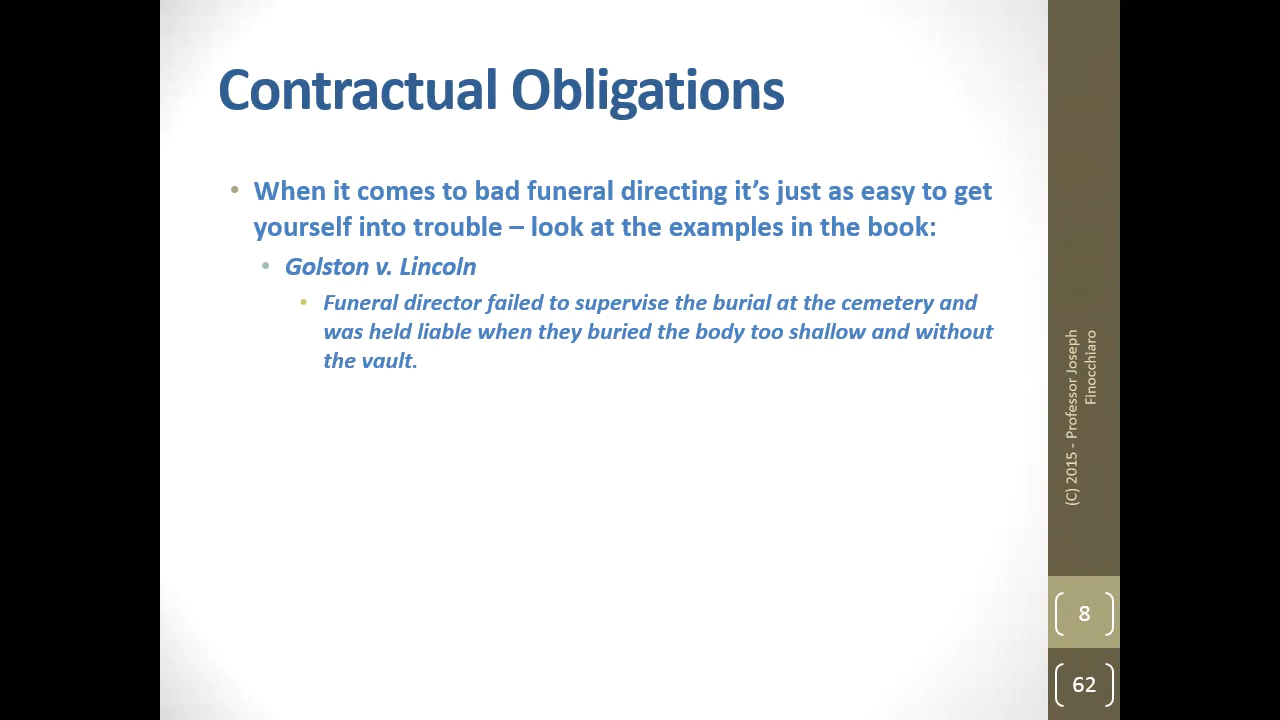 Contractual Obligations
• When it comes to bad funeral directing it’s just as easy to get
yourself into trouble – look at the examples in the book:
• Golston v. Lincoln
• Funeral director failed to supervise the burial at the cemetery and
was held liable when they buried the body too shallow and without
the vault.
(C) 2015 - Professor Joseph
Finocchiaro
8
62